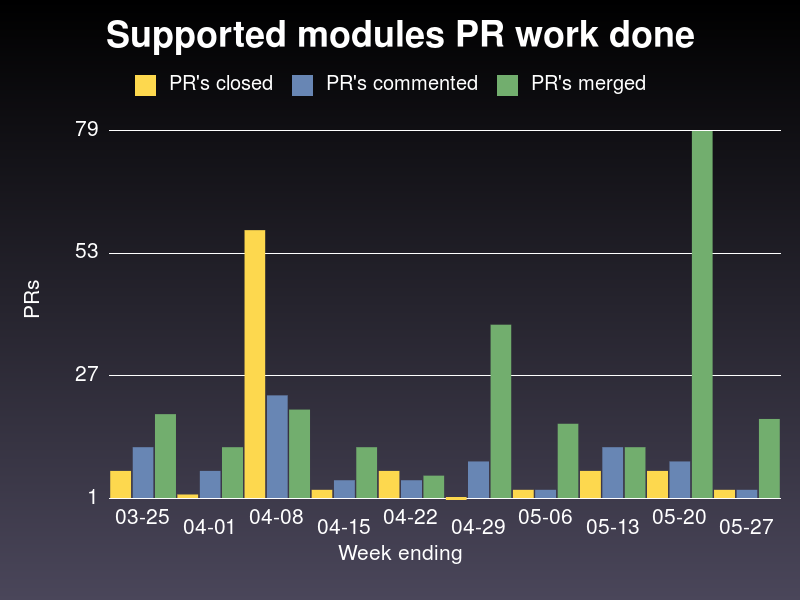 Supported modules PR work done
PR's closed PR's commented PR's merged
79
53
27
1
PRs
03-25 04-01 04-08 04-15 04-22 04-29 05-06 05-13 05-20 05-27
Week ending